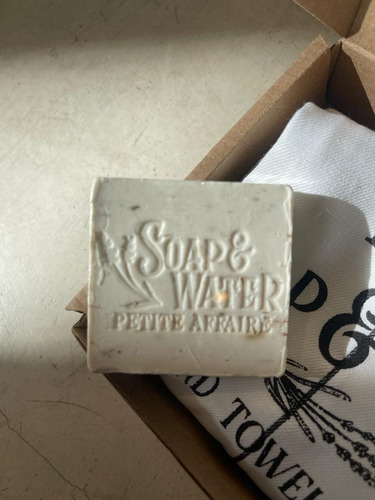 SOAP &
WATER
PETITE AFFAIRE
D &
D TOWEL